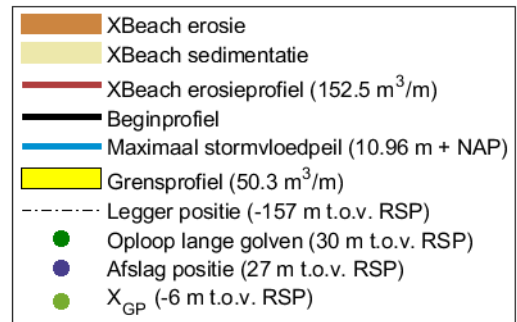 XBeach erosie
XBeach sedimentatie
XBeach erosieprofiel (152.5 m³/m)
Beginprofiel
Maximaal stormvloedpeil (10.96 m + NAP)
Grensprofiel (50.3 m³/m)
Legger positie (-157 m t.o.v. RSP)
Oploop lange golven (30 m t.o.v. RSP)
Afslag positie (27 m t.o.v. RSP)
X_GP (-6 m t.o.v. RSP)